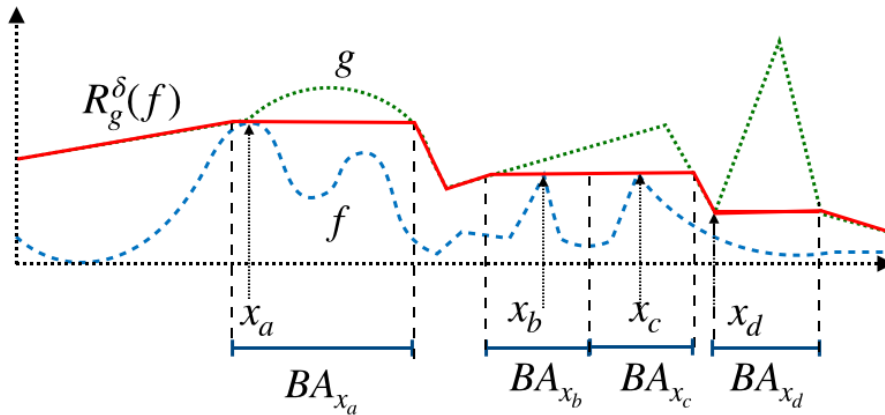 g
R_g^δ(f)
f
x_a x_b x_c x_d
BA_{x_a} BA_{x_b} BA_{x_c} BA_{x_d}